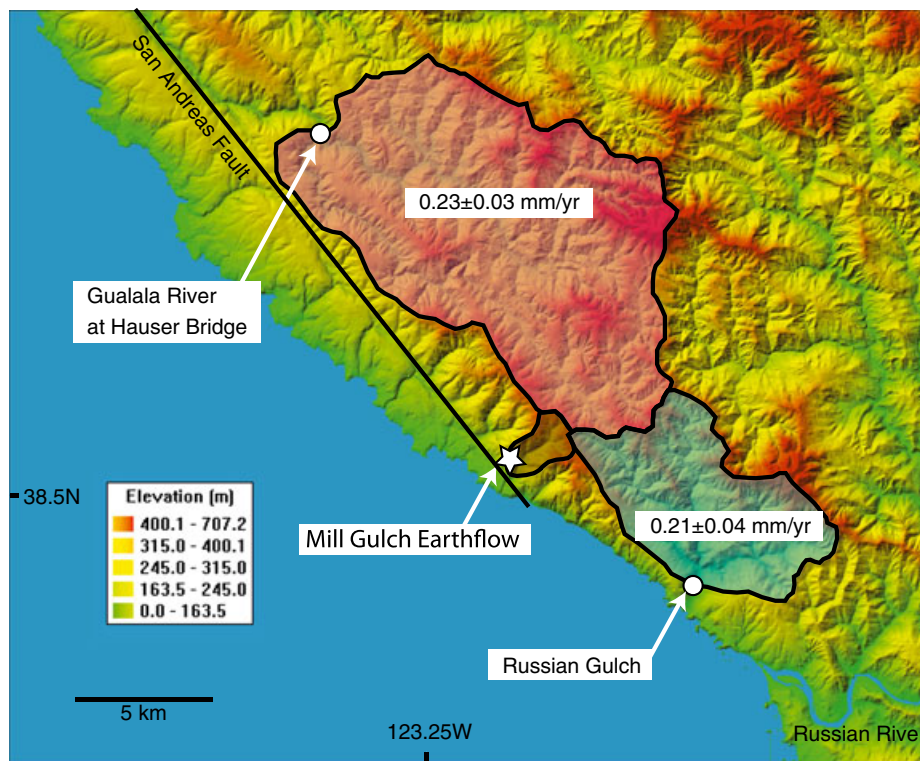 San Andreas Fault
0.23±0.03 mm/yr
Gualala River
at Hauser Bridge
38.5N
Elevation (m)
400.1 - 707.2
315.0 - 400.1
245.0 - 315.0
163.5 - 245.0
0.0 - 163.5
Mill Gulch Earthflow
0.21±0.04 mm/yr
Russian Gulch
5 km
123.25W
Russian River